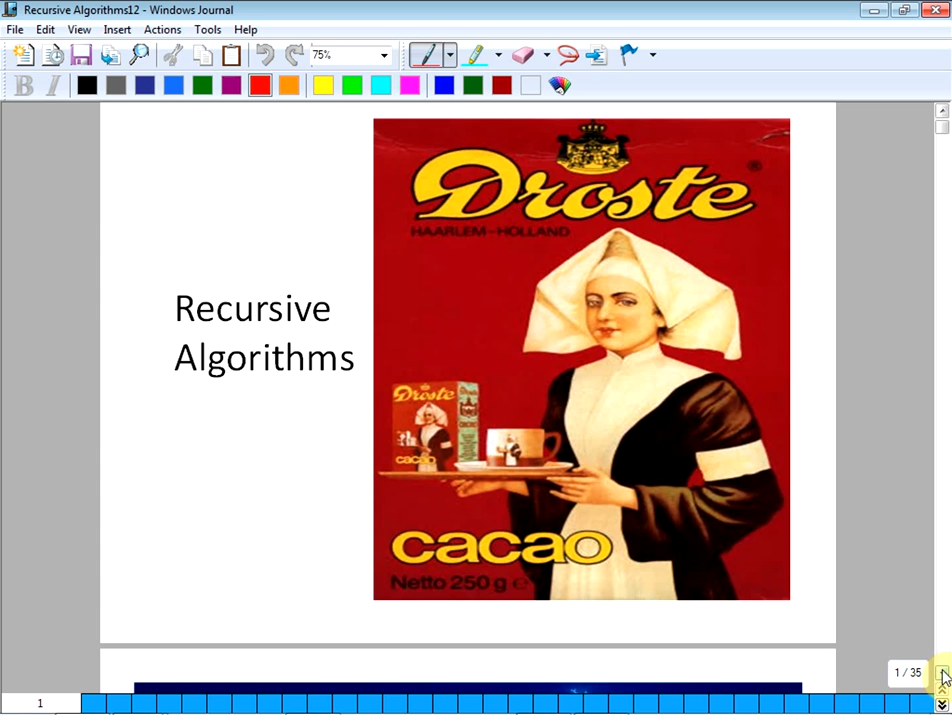 Recursive Algorithms12 - Windows Journal
File Edit View Insert Actions Tools Help
75%
B I
Droste ®
HAARLEM–HOLLAND
Recursive
Algorithms
Droste
cacao
cacao
Netto 250 g e
1 / 35
1